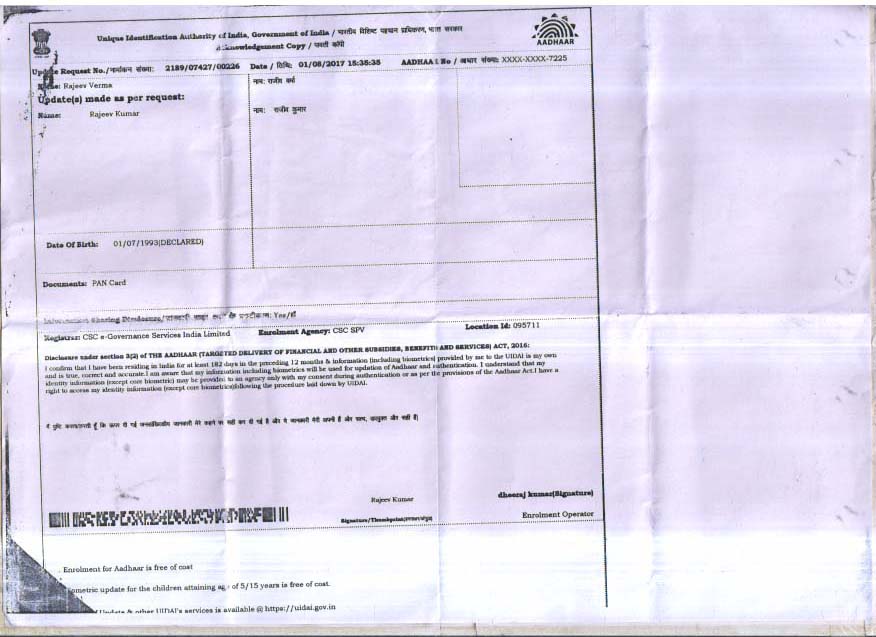 Unique Identification Authority of India, Government of India / भारतीय विशिष्ट पहचान प्राधिकरण, भारत सरकार
Acknowledgement Copy / पावती कॉपी
AADHAAR
Update Request No./नामांकन संख्या: 2189/07427/00226 Date / तिथि: 01/08/2017 15:35:35 AADHAAR No / आधार संख्या: XXXX-XXXX-7225
Name: Rajeev Verma नाम: राजीव वर्मा
Update(s) made as per request:
Name: Rajeev Kumar नाम: राजीव कुमार
Date Of Birth: 01/07/1993(DECLARED)
Documents: PAN Card
Information Sharing Disclosure/जानकारी साझा के प्रकटीकरण: Yes/हाँ
Registrar: CSC e-Governance Services India Limited Enrolment Agency: CSC SPV Location Id: 095711
Disclosure under section 3(2) of THE AADHAAR (TARGETED DELIVERY OF FINANCIAL AND OTHER SUBSIDIES, BENEFITS AND SERVICES) ACT, 2016:
I confirm that I have been residing in India for at least 182 days in the preceding 12 months & information (including biometrics) provided by me to the UIDAI is my own
and is true, correct and accurate.I am aware that my information including biometrics will be used for updation of Aadhaar and authentication. I understand that my
identity information (except core biometric) may be provided to an agency only with my consent during authentication or as per the provisions of the Aadhaar Act.I have a
right to access my identity information (except core biometrics)following the procedure laid down by UIDAI.
मैं पुष्टि करता/करती हूँ कि ऊपर दी गई जनसांख्यिकीय जानकारी मेरे कहने पर सही कर दी गई है और ये जानकारी मेरी अपनी है और सत्य, उपयुक्त और सही है|
Rajeev Kumar dheeraj kumar(Signature)
Signature/Thumbprint Enrolment Operator
Enrolment for Aadhaar is free of cost
ometric update for the children attaining age of 5/15 years is free of cost.
Update & other UIDAI's services is available @ https://uidai.gov.in